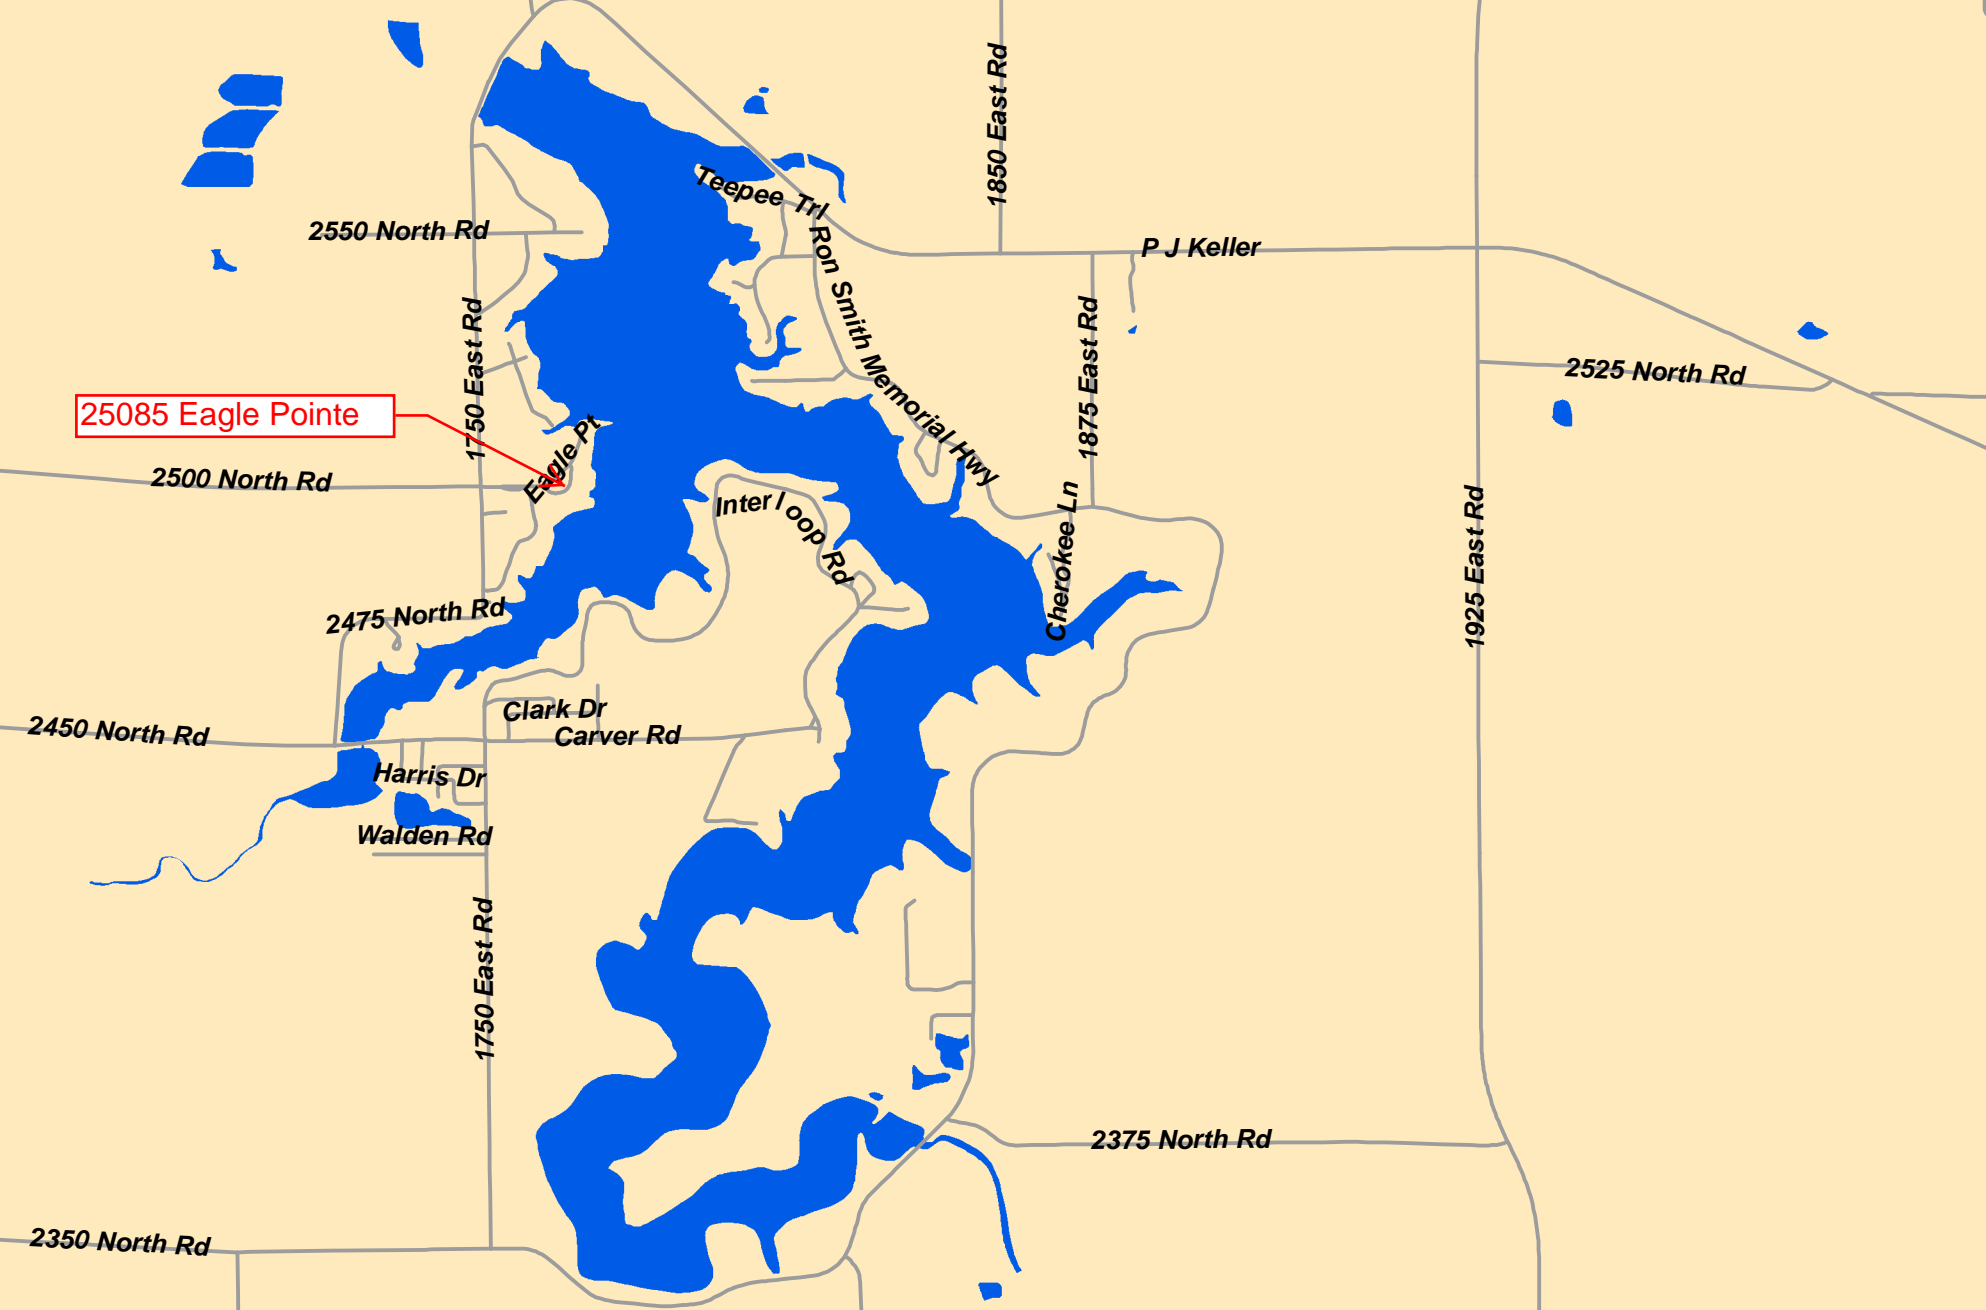 1850 East Rd
Teepee Trl
2550 North Rd
Ron Smith Memorial Hwy
P J Keller
1750 East Rd
1875 East Rd
2525 North Rd
25085 Eagle Pointe
Eagle Pt
2500 North Rd
Inter loop Rd
Cherokee Ln
1925 East Rd
2475 North Rd
Clark Dr
2450 North Rd
Carver Rd
Harris Dr
Walden Rd
1750 East Rd
2375 North Rd
2350 North Rd